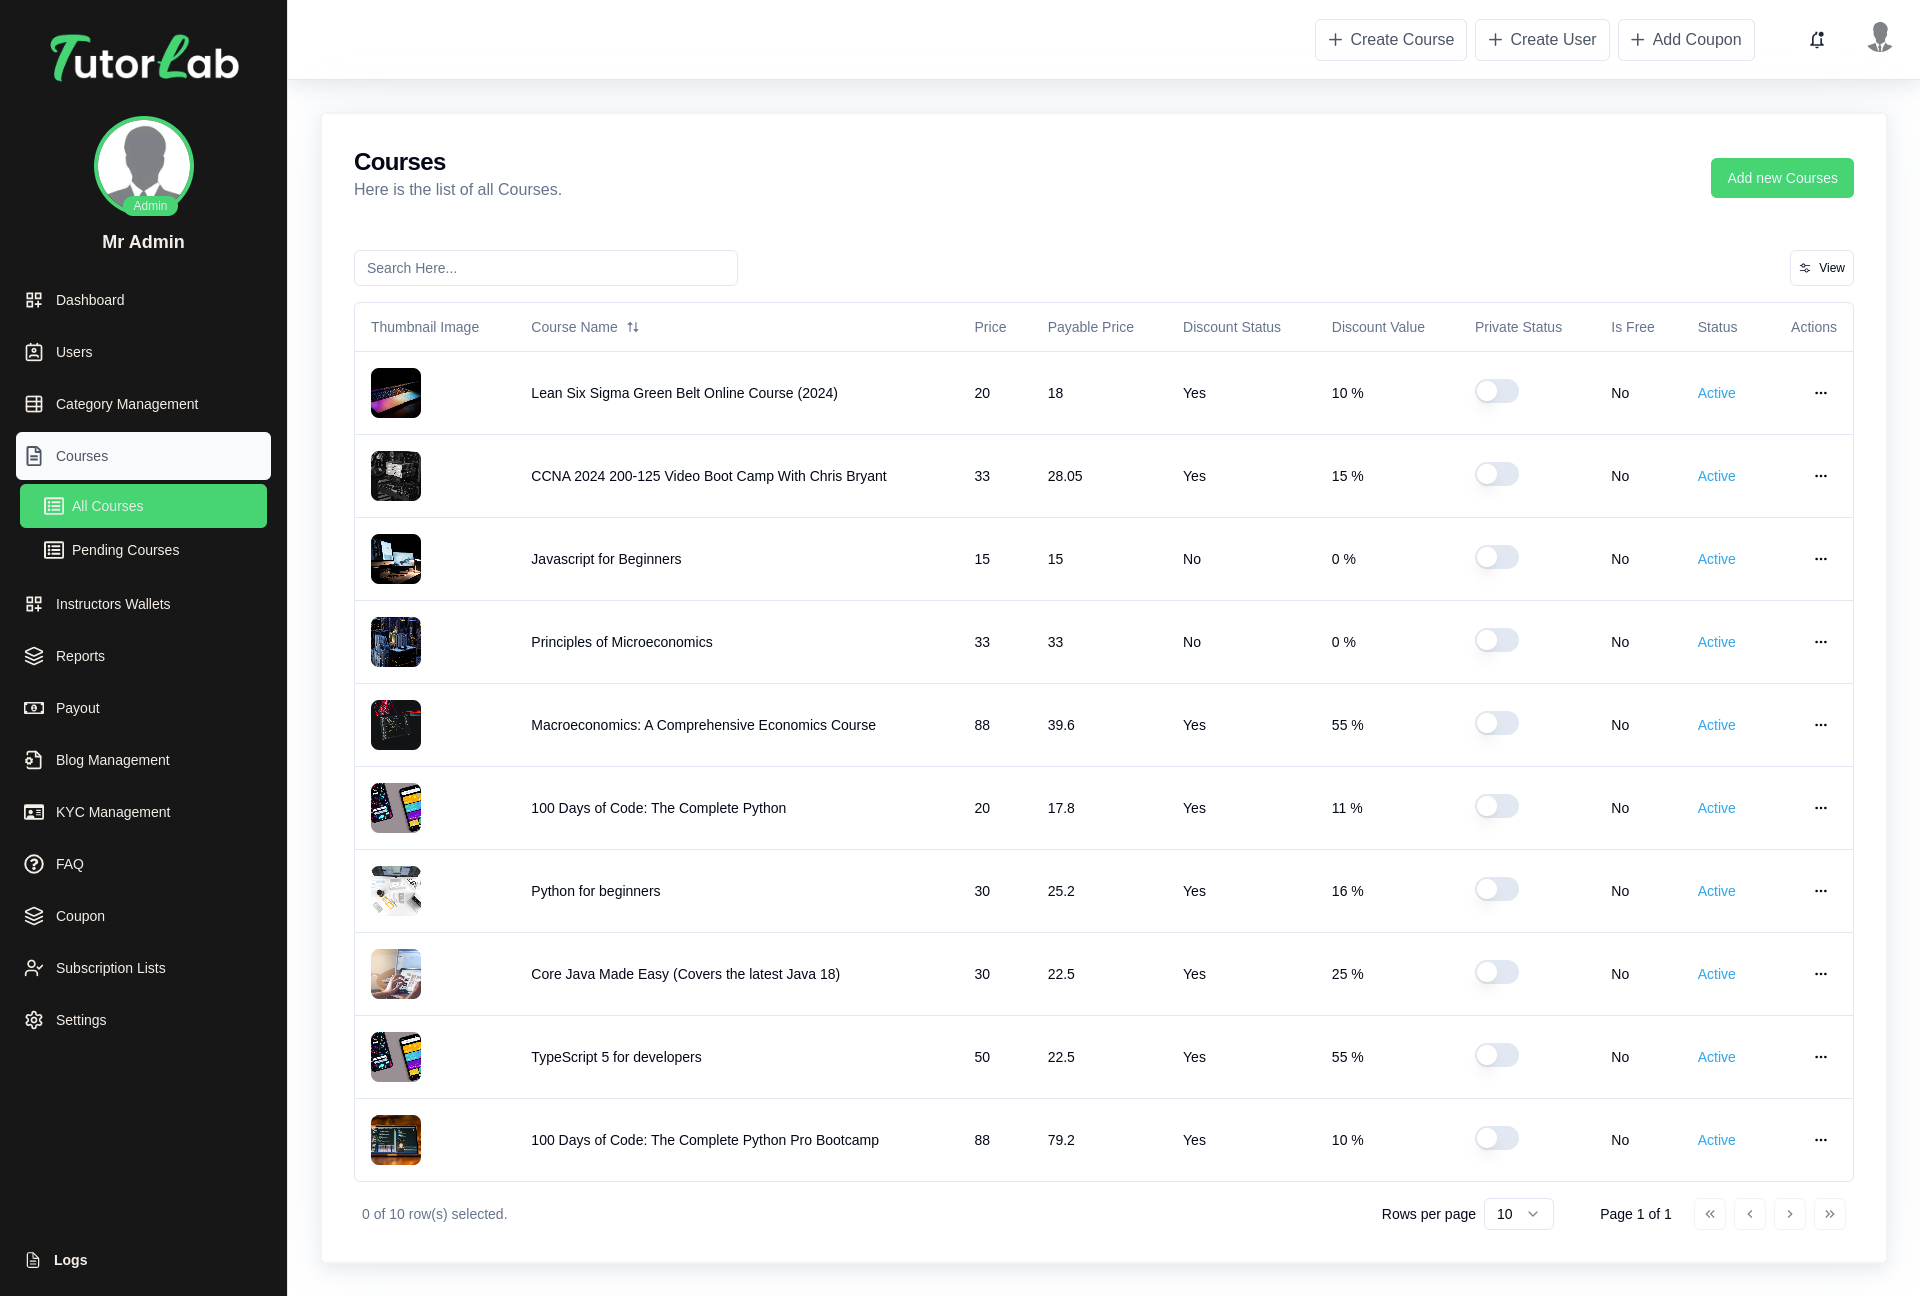 TutorLab
Admin
Mr Admin
Dashboard
Users
Category Management
Courses
All Courses
Pending Courses
Instructors Wallets
Reports
Payout
Blog Management
KYC Management
FAQ
Coupon
Subscription Lists
Settings
Logs
Create Course Create User Add Coupon
Courses
Here is the list of all Courses.
Add new Courses
Search Here...
View
Thumbnail Image Course Name Price Payable Price Discount Status Discount Value Private Status Is Free Status Actions
Lean Six Sigma Green Belt Online Course (2024) 20 18 Yes 10 % No Active
CCNA 2024 200-125 Video Boot Camp With Chris Bryant 33 28.05 Yes 15 % No Active
Javascript for Beginners 15 15 No 0 % No Active
Principles of Microeconomics 33 33 No 0 % No Active
Macroeconomics: A Comprehensive Economics Course 88 39.6 Yes 55 % No Active
100 Days of Code: The Complete Python 20 17.8 Yes 11 % No Active
Python for beginners 30 25.2 Yes 16 % No Active
Core Java Made Easy (Covers the latest Java 18) 30 22.5 Yes 25 % No Active
TypeScript 5 for developers 50 22.5 Yes 55 % No Active
100 Days of Code: The Complete Python Pro Bootcamp 88 79.2 Yes 10 % No Active
0 of 10 row(s) selected.
Rows per page 10 Page 1 of 1